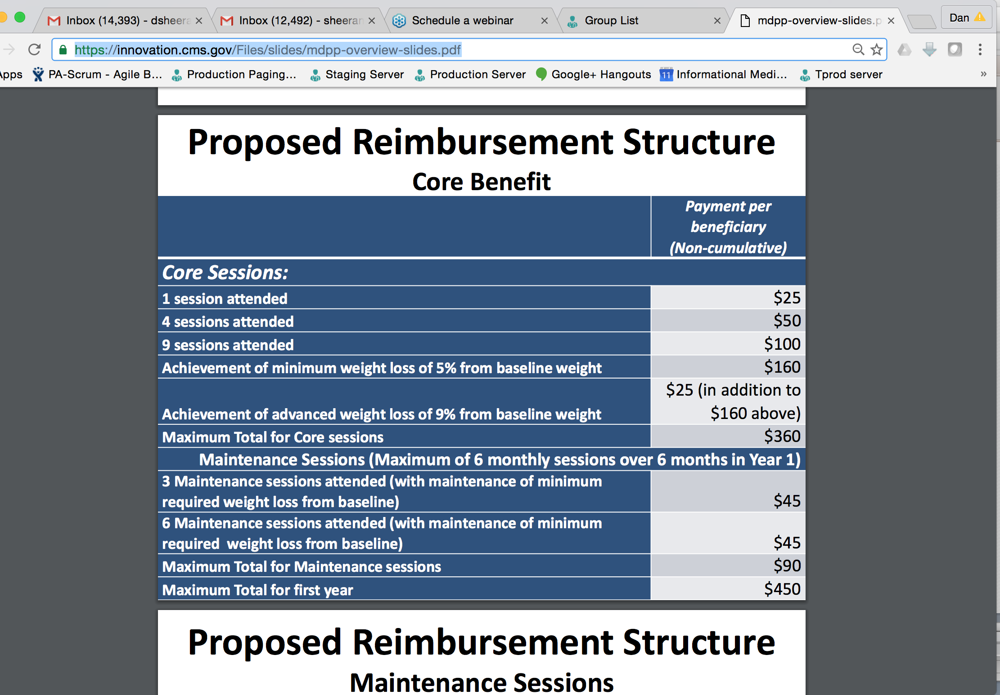 Inbox (14,393) - dsheera
Inbox (12,492) - sheeran
Schedule a webinar
Group List
mdpp-overview-slides.p
Dan
https://innovation.cms.gov/Files/slides/mdpp-overview-slides.pdf
Apps
PA-Scrum - Agile B...
Production Paging...
Staging Server
Production Server
Google+ Hangouts
11
Informational Medi...
Tprod server
»
Proposed Reimbursement Structure
Core Benefit
Payment per
beneficiary
(Non-cumulative)
Core Sessions:
1 session attended $25
4 sessions attended $50
9 sessions attended $100
Achievement of minimum weight loss of 5% from baseline weight $160
$25 (in addition to
Achievement of advanced weight loss of 9% from baseline weight $160 above)
Maximum Total for Core sessions $360
Maintenance Sessions (Maximum of 6 monthly sessions over 6 months in Year 1)
3 Maintenance sessions attended (with maintenance of minimum
required weight loss from baseline) $45
6 Maintenance sessions attended (with maintenance of minimum
required weight loss from baseline) $45
Maximum Total for Maintenance sessions $90
Maximum Total for first year $450
Proposed Reimbursement Structure
Maintenance Sessions